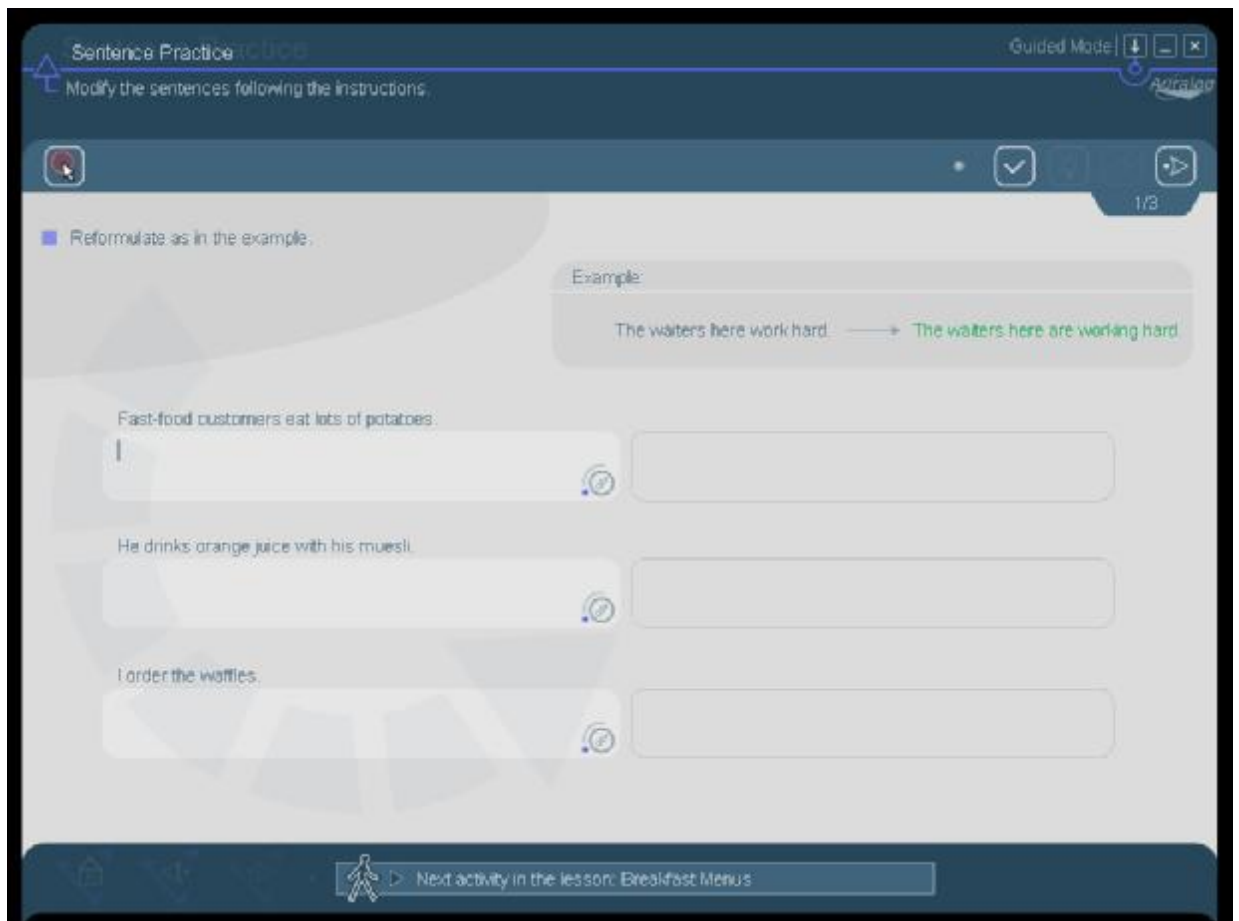 Sentence Practice
Guided Mode
Modify the sentences following the instructions.
Auralog
1/3
Reformulate as in the example.
Example:
The waiters here work hard. The waiters here are working hard.
Fast-food customers eat lots of potatoes.
He drinks orange juice with his muesli.
I order the waffles.
Next activity in the lesson: Breakfast Menus